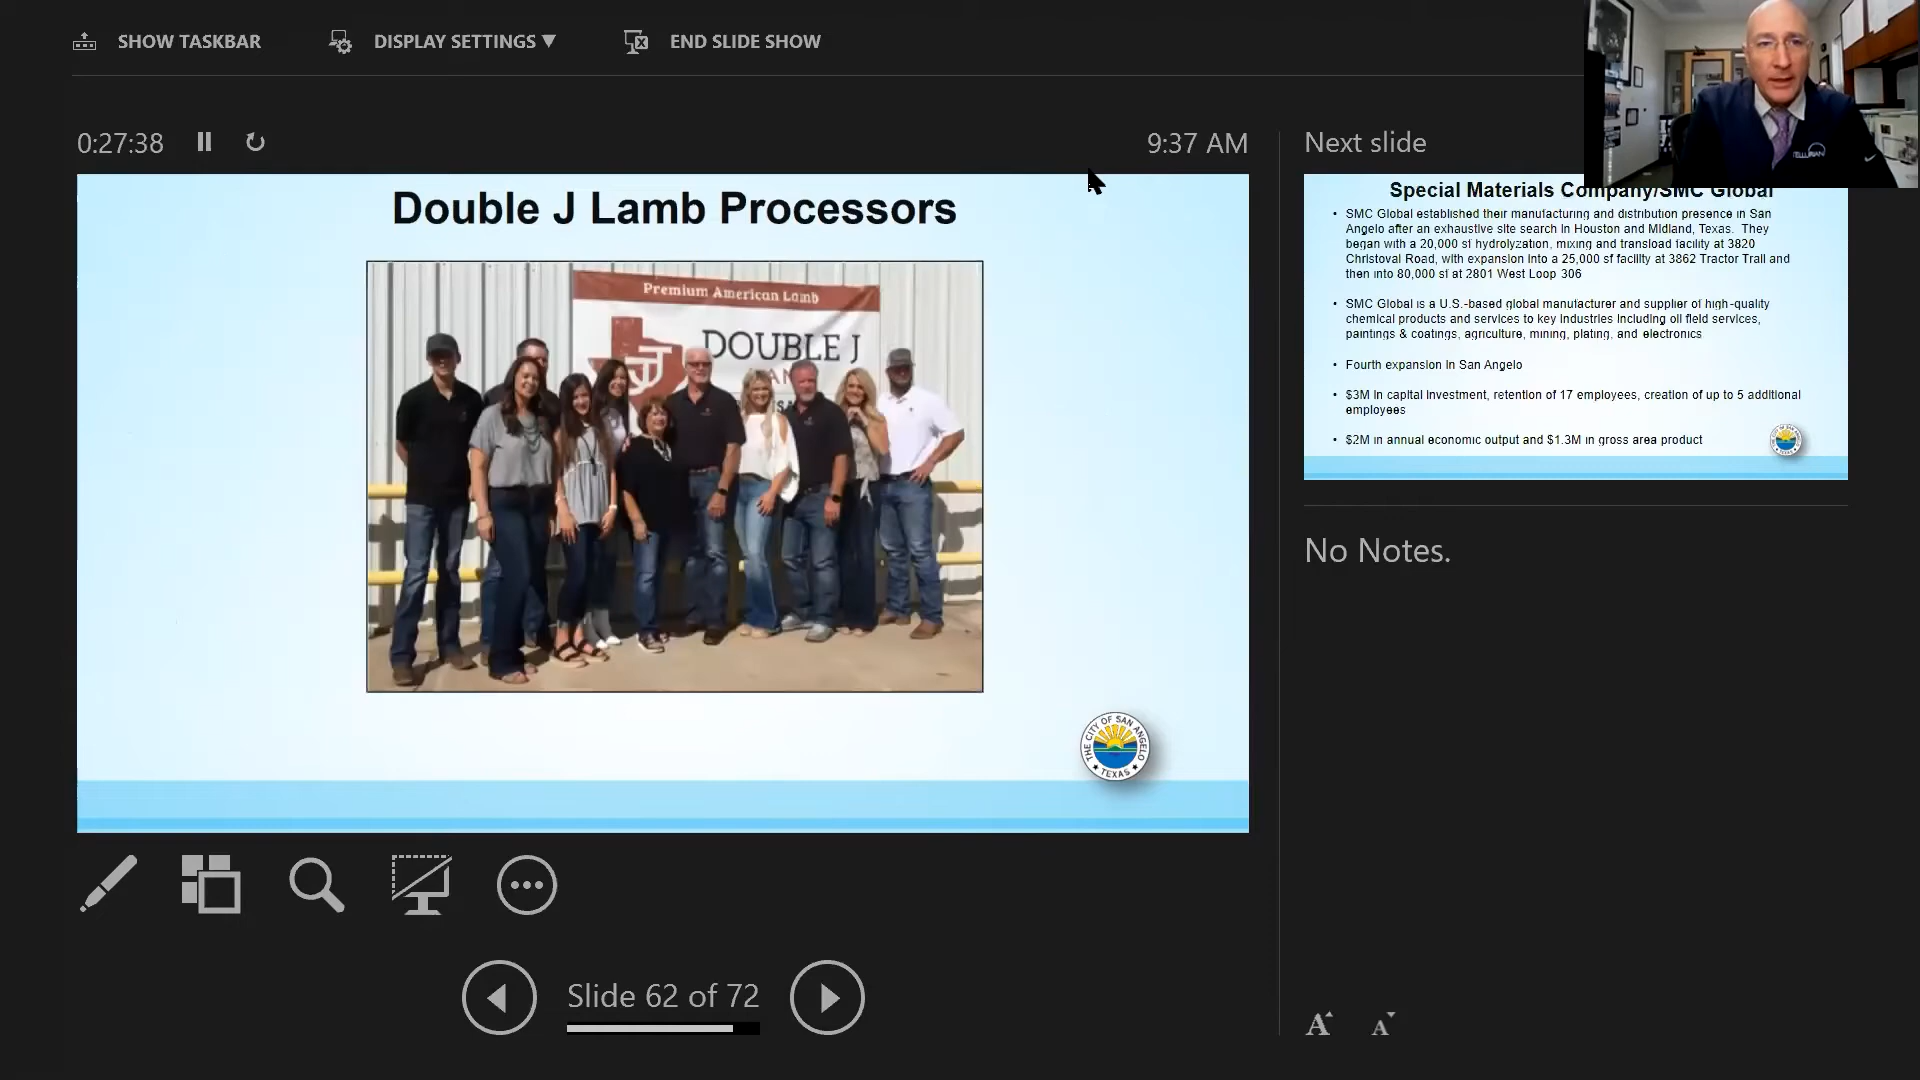 SHOW TASKBAR
DISPLAY SETTINGS ▼
END SLIDE SHOW
0:27:38
9:37 AM
Next slide
Double J Lamb Processors
Premium American Lamb
DOUBLE J
THE CITY OF SAN ANGELO
TEXAS
Special Materials Company/SMC Global
• SMC Global established their manufacturing and distribution presence in San
Angelo after an exhaustive site search in Houston and Midland, Texas. They
began with a 20,000 sf hydrolyzation, mixing and transload facility at 3820
Christoval Road, with expansion into a 25,000 sf facility at 3862 Tractor Trail and
then into 80,000 sf at 2801 West Loop 306
• SMC Global is a U.S.-based global manufacturer and supplier of high-quality
chemical products and services to key industries including oil field services,
paintings & coatings, agriculture, mining, plating, and electronics
• Fourth expansion in San Angelo
• $3M in capital investment, retention of 17 employees, creation of up to 5 additional
employees
• $2M in annual economic output and $1.3M in gross area product
No Notes.
Slide 62 of 72
A A